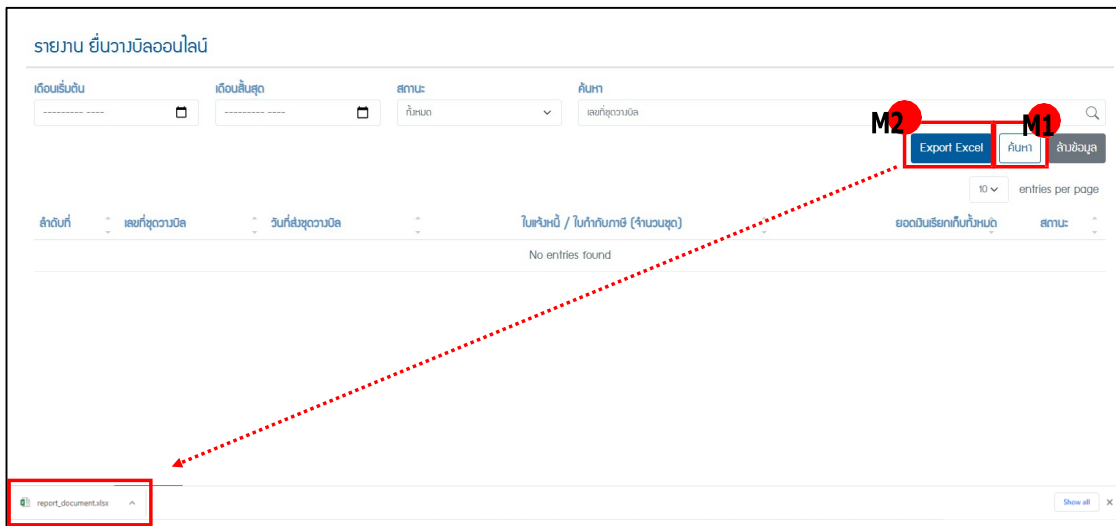 รายงาน ยื่นวางบิลออนไลน์
เดือนเริ่มต้น เดือนสิ้นสุด สถานะ ค้นหา
--------- ---- --------- ---- ทั้งหมด เลขที่ชุดวางบิล
M2 M1
Export Excel ค้นหา ล้างข้อมูล
10 entries per page
ลำดับที่ เลขที่ชุดวางบิล วันที่ส่งชุดวางบิล ใบแจ้งหนี้ / ใบกำกับภาษี (จำนวนชุด) ยอดเงินเรียกเก็บทั้งหมด สถานะ
No entries found
report_document.xlsx Show all